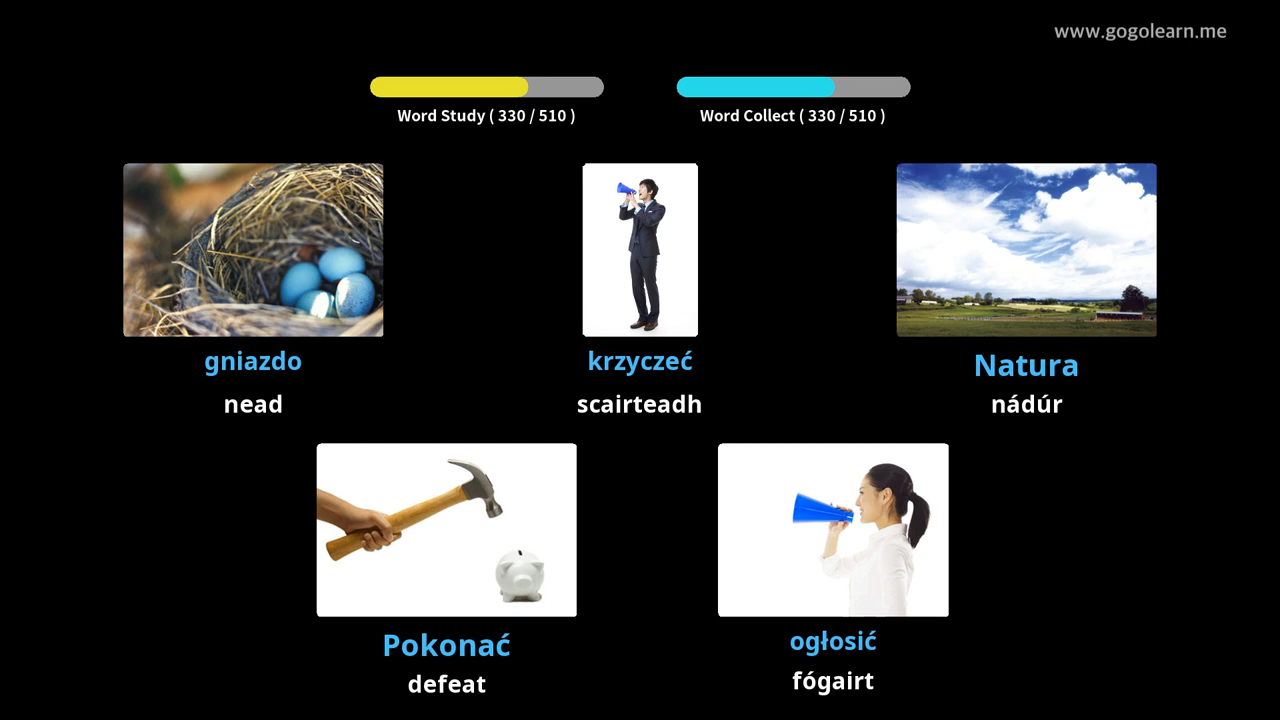 www.gogolearn.me
Word Study ( 330 / 510 )
Word Collect ( 330 / 510 )
gniazdo
nead
krzyczeć
scairteadh
Natura
nádúr
Pokonać
defeat
ogłosić
fógairt